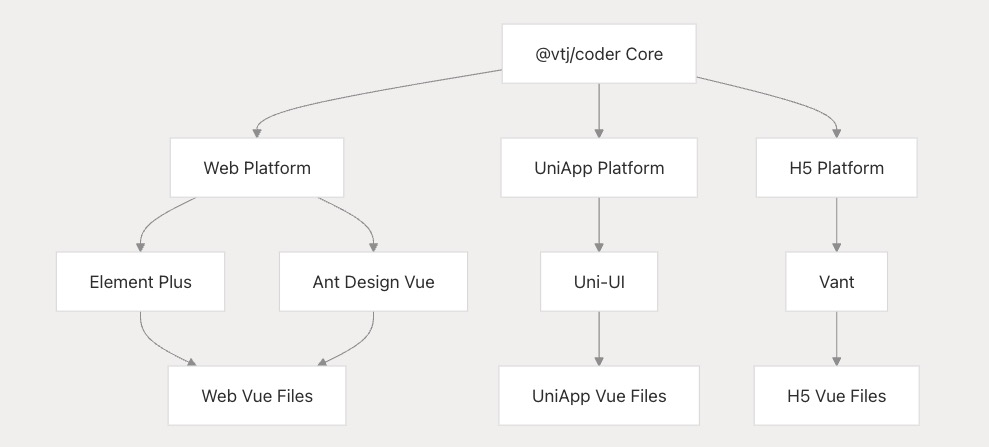 @vtj/coder Core
Web Platform
UniApp Platform
H5 Platform
Element Plus
Ant Design Vue
Uni-UI
Vant
Web Vue Files
UniApp Vue Files
H5 Vue Files